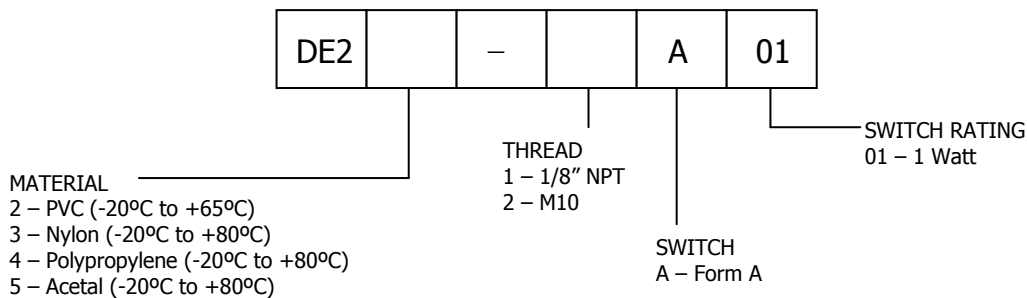 DE2 – A 01
SWITCH RATING
01 – 1 Watt
THREAD
1 – 1/8” NPT
2 – M10
MATERIAL
2 – PVC (-20ºC to +65ºC)
3 – Nylon (-20ºC to +80ºC)
4 – Polypropylene (-20ºC to +80ºC)
5 – Acetal (-20ºC to +80ºC)
SWITCH
A – Form A